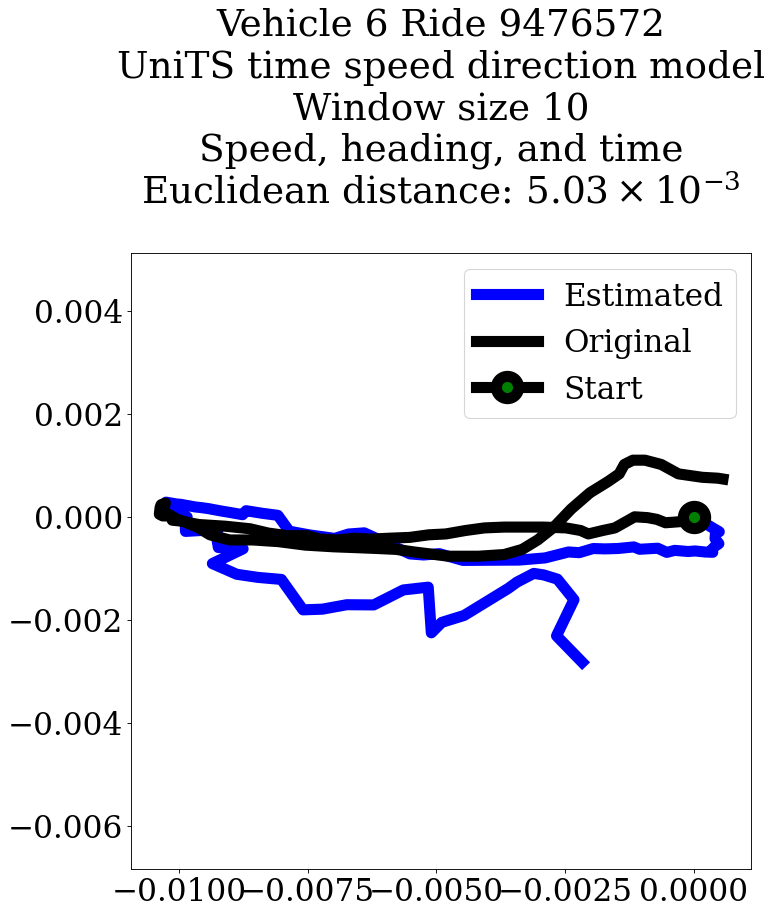 Vehicle 6 Ride 9476572
UniTS time speed direction model
Window size 10
Speed, heading, and time
Euclidean distance: 5.03 × 10⁻³
Estimated
Original
Start
0.004
0.002
0.000
−0.002
−0.004
−0.006
−0.0100 −0.0075 −0.0050 −0.0025 0.0000